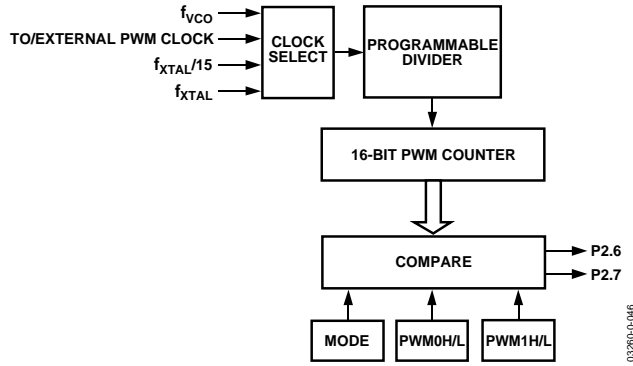 fVCO
TO/EXTERNAL PWM CLOCK
fXTAL/15
fXTAL
CLOCK
SELECT
PROGRAMMABLE
DIVIDER
16-BIT PWM COUNTER
COMPARE
P2.6
P2.7
MODE
PWM0H/L
PWM1H/L
03260-0-046